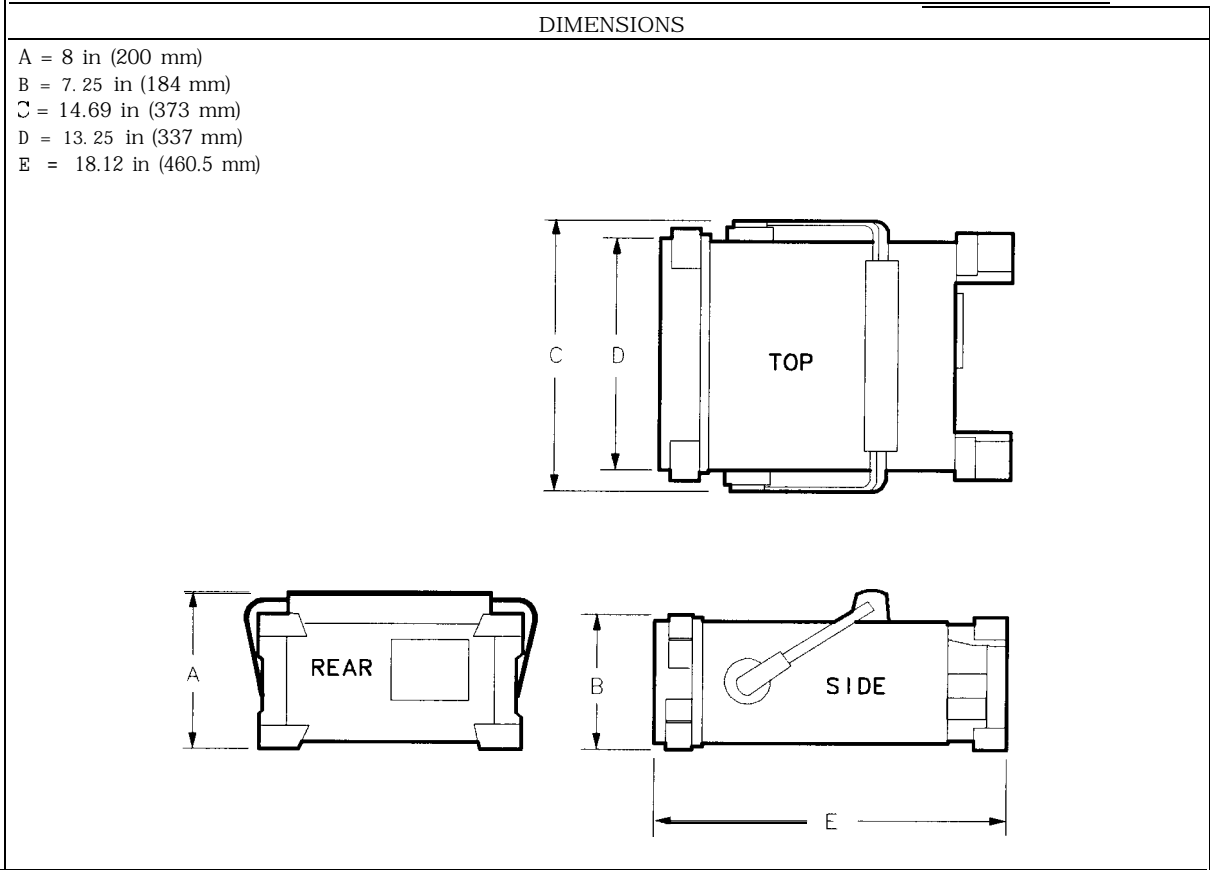 DIMENSIONS
A = 8 in (200 mm)
B = 7.25 in (184 mm)
C = 14.69 in (373 mm)
D = 13.25 in (337 mm)
E = 18.12 in (460.5 mm)
C
D
TOP
A
REAR
B
SIDE
E